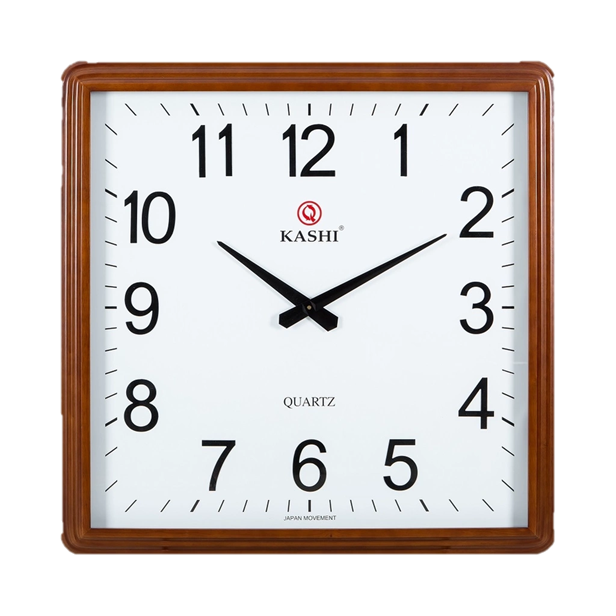 11 12 1
10 2
KASHI®
9 3
QUARTZ
8 4
7 6 5
JAPAN MOVEMENT